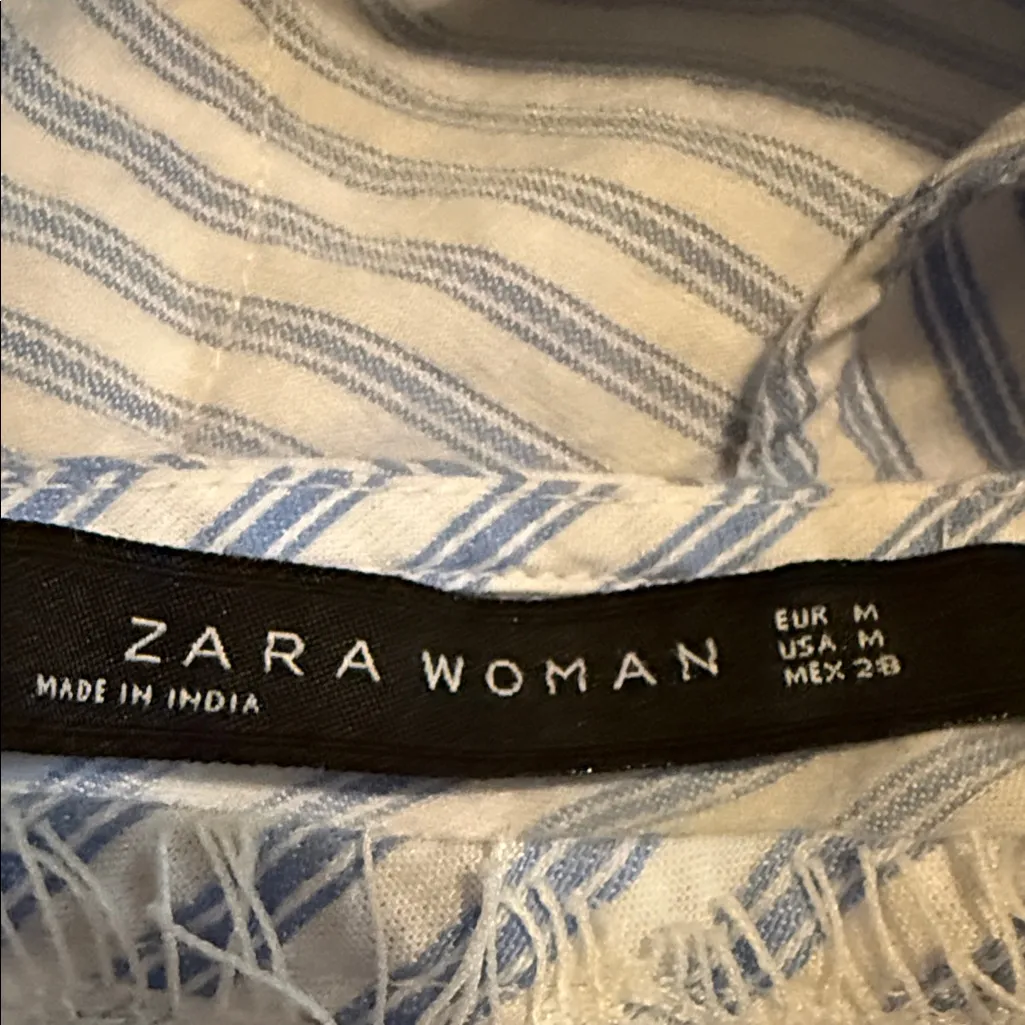 ZARA WOMAN
MADE IN INDIA
EUR M
USA M
MEX 28